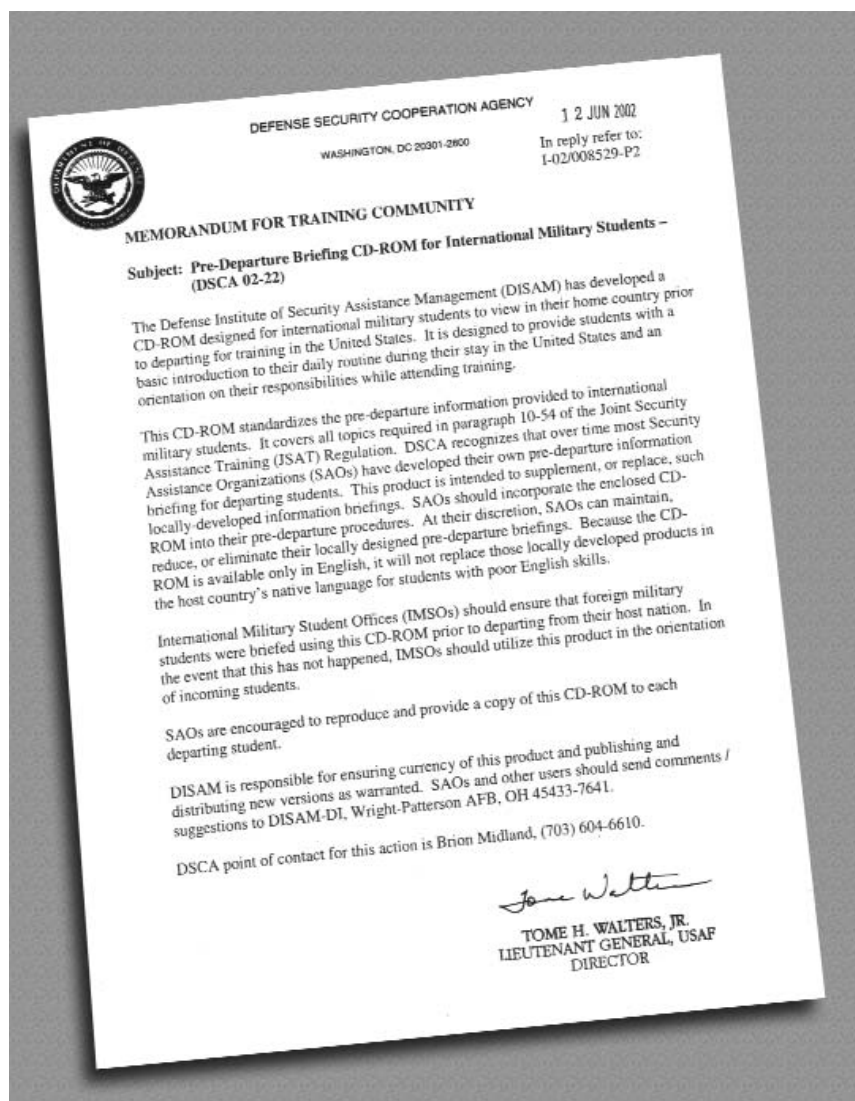 DEFENSE SECURITY COOPERATION AGENCY
WASHINGTON, DC 20301-2800
1 2 JUN 2002
In reply refer to:
I-02/008529-P2
MEMORANDUM FOR TRAINING COMMUNITY
Subject: Pre-Departure Briefing CD-ROM for International Military Students –
(DSCA 02-22)
The Defense Institute of Security Assistance Management (DISAM) has developed a
CD-ROM designed for international military students to view in their home country prior
to departing for training in the United States. It is designed to provide students with a
basic introduction to their daily routine during their stay in the United States and an
orientation on their responsibilities while attending training.
This CD-ROM standardizes the pre-departure information provided to international
military students. It covers all topics required in paragraph 10-54 of the Joint Security
Assistance Training (JSAT) Regulation. DSCA recognizes that over time most Security
Assistance Organizations (SAOs) have developed their own pre-departure information
briefing for departing students. This product is intended to supplement, or replace, such
locally-developed information briefings. SAOs should incorporate the enclosed CD-
ROM into their pre-departure procedures. At their discretion, SAOs can maintain,
reduce, or eliminate their locally designed pre-departure briefings. Because the CD-
ROM is available only in English, it will not replace those locally developed products in
the host country's native language for students with poor English skills.
International Military Student Offices (IMSOs) should ensure that foreign military
students were briefed using this CD-ROM prior to departing from their host nation. In
the event that this has not happened, IMSOs should utilize this product in the orientation
of incoming students.
SAOs are encouraged to reproduce and provide a copy of this CD-ROM to each
departing student.
DISAM is responsible for ensuring currency of this product and publishing and
distributing new versions as warranted. SAOs and other users should send comments /
suggestions to DISAM-DI, Wright-Patterson AFB, OH 45433-7641.
DSCA point of contact for this action is Brion Midland, (703) 604-6610.
Tome Walters
TOME H. WALTERS, JR.
LIEUTENANT GENERAL, USAF
DIRECTOR